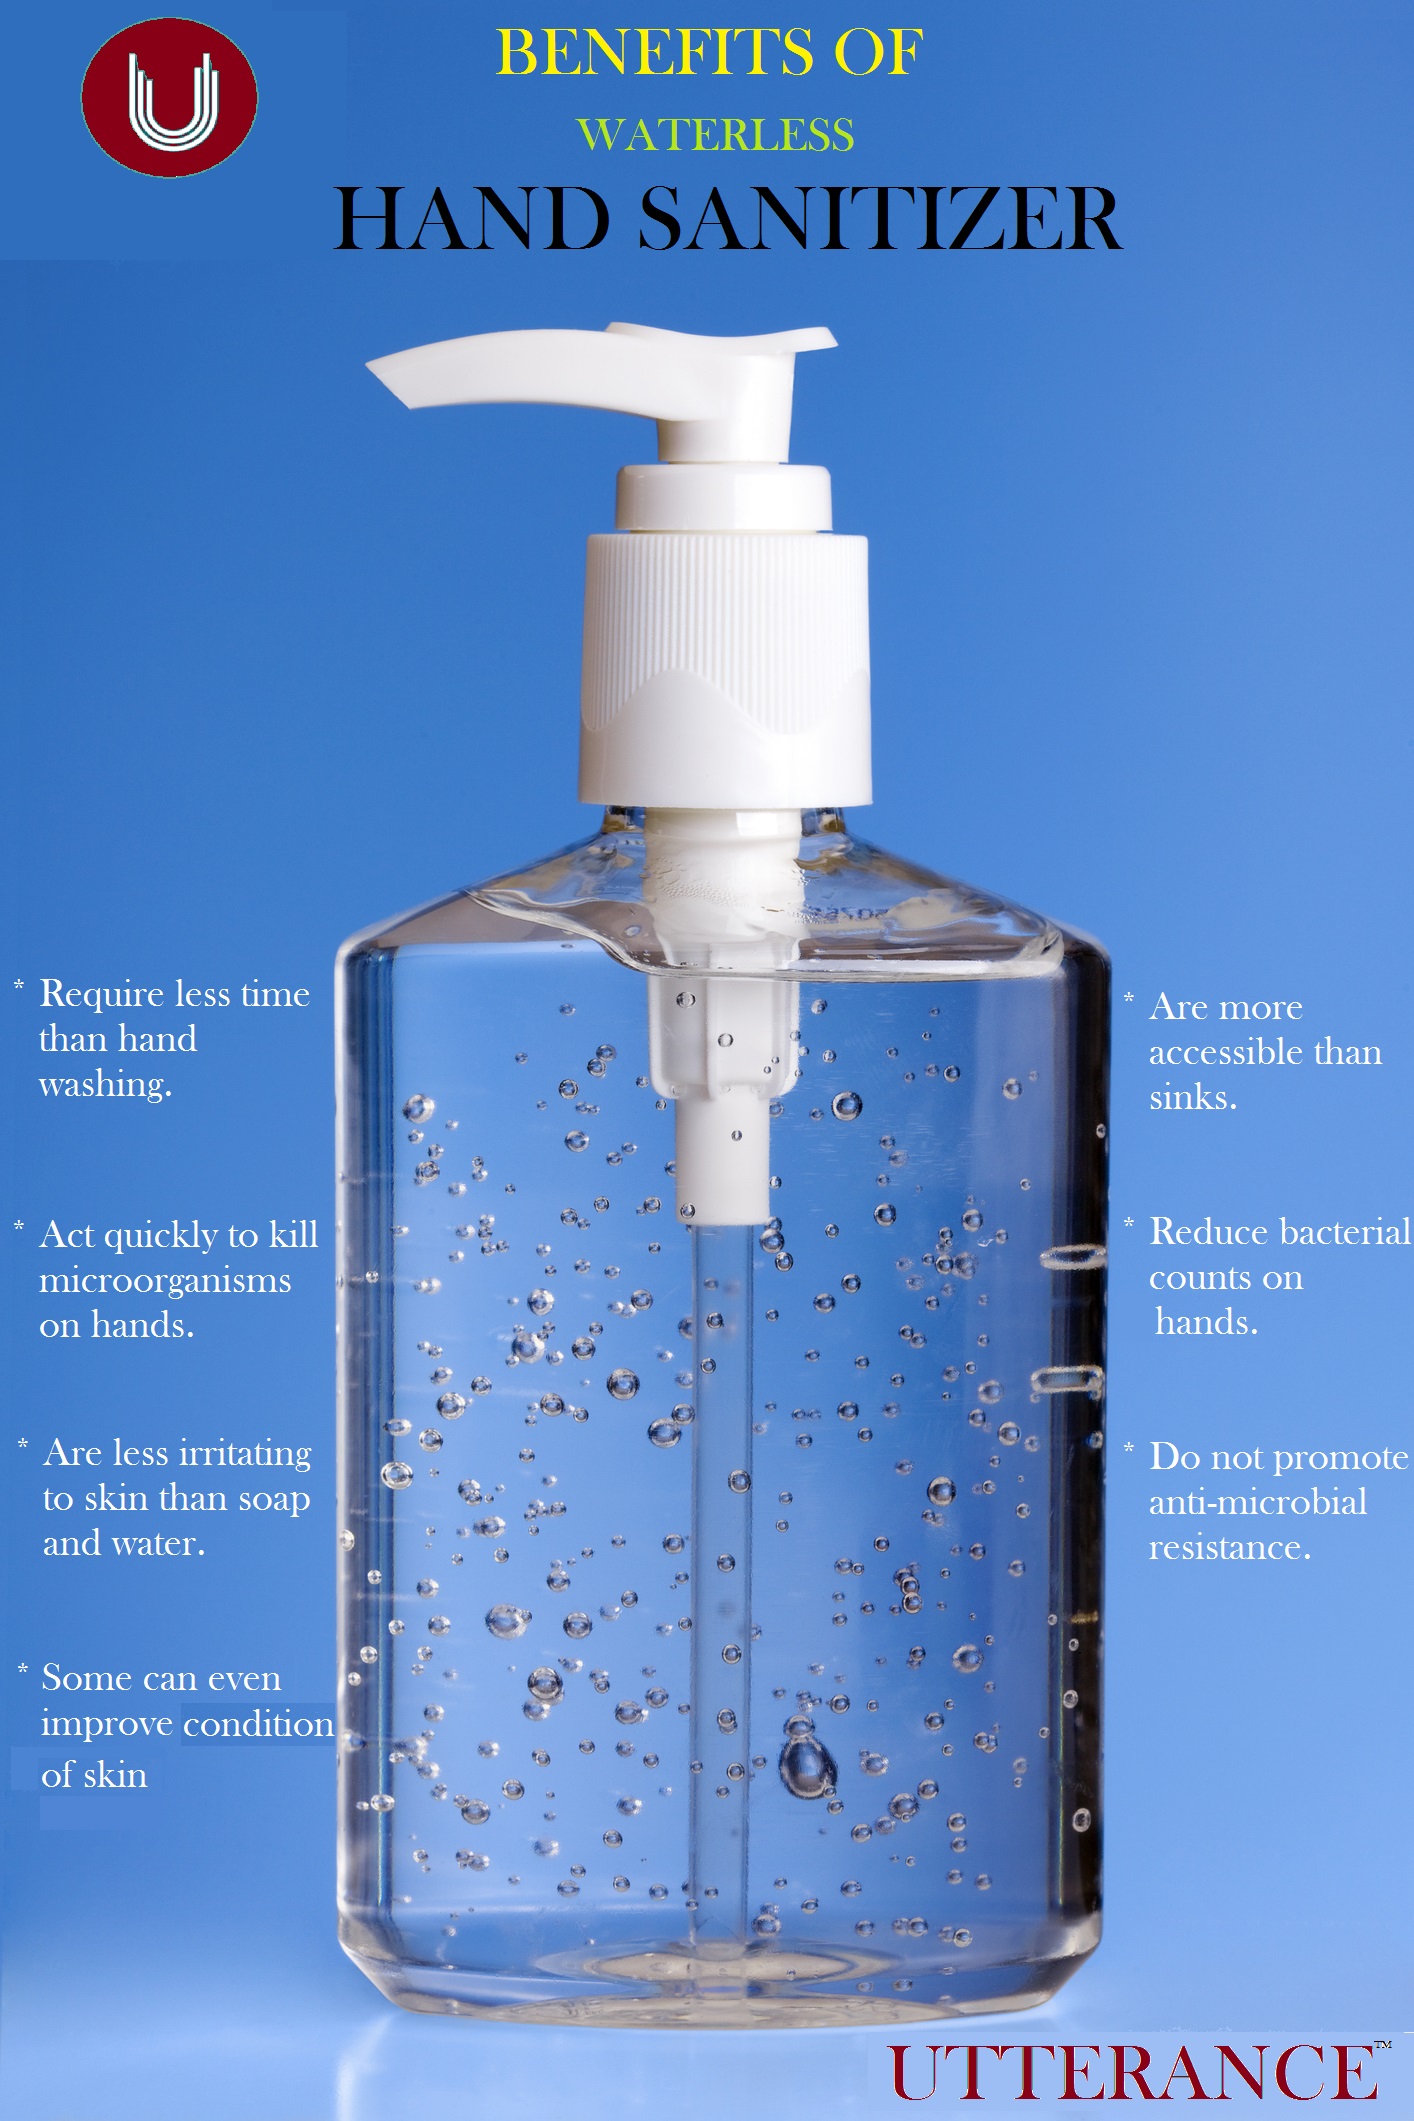 U
BENEFITS OF
WATERLESS
HAND SANITIZER
* Require less time
than hand
washing.
* Act quickly to kill
microorganisms
on hands.
* Are less irritating
to skin than soap
and water.
* Some can even
improve condition
of skin
* Are more
accessible than
sinks.
* Reduce bacterial
counts on
hands.
* Do not promote
anti-microbial
resistance.
UTTERANCE™